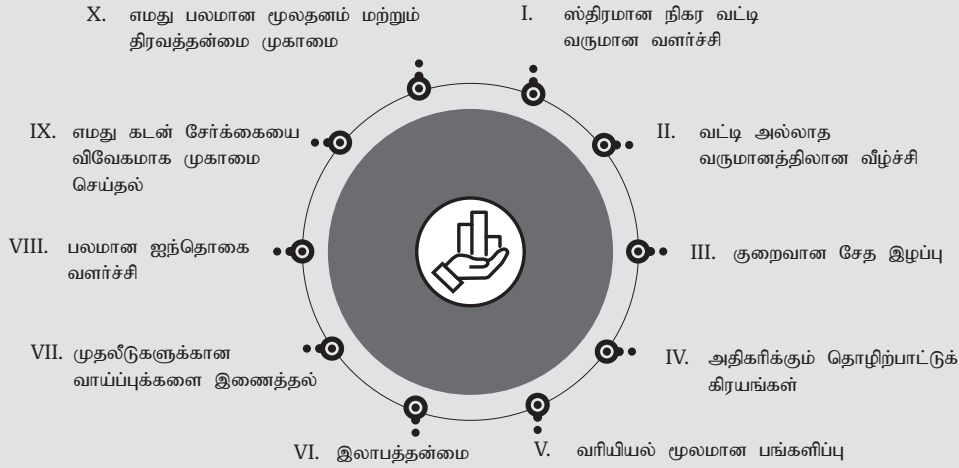 I. ஸ்திரமான நிகர வட்டி
வருமான வளர்ச்சி
II. வட்டி அல்லாத
வருமானத்திலான வீழ்ச்சி
III. குறைவான சேத இழப்பு
IV. அதிகரிக்கும் தொழிற்பாட்டுக்
கிரயங்கள்
V. வரியியல் மூலமான பங்களிப்பு
VI. இலாபத்தன்மை
VII. முதலீடுகளுக்கான
வாய்ப்புக்களை இணைத்தல்
VIII. பலமான ஐந்தொகை
வளர்ச்சி
IX. எமது கடன் சேர்க்கையை
விவேகமாக முகாமை
செய்தல்
X. எமது பலமான மூலதனம் மற்றும்
திரவத்தன்மை முகாமை